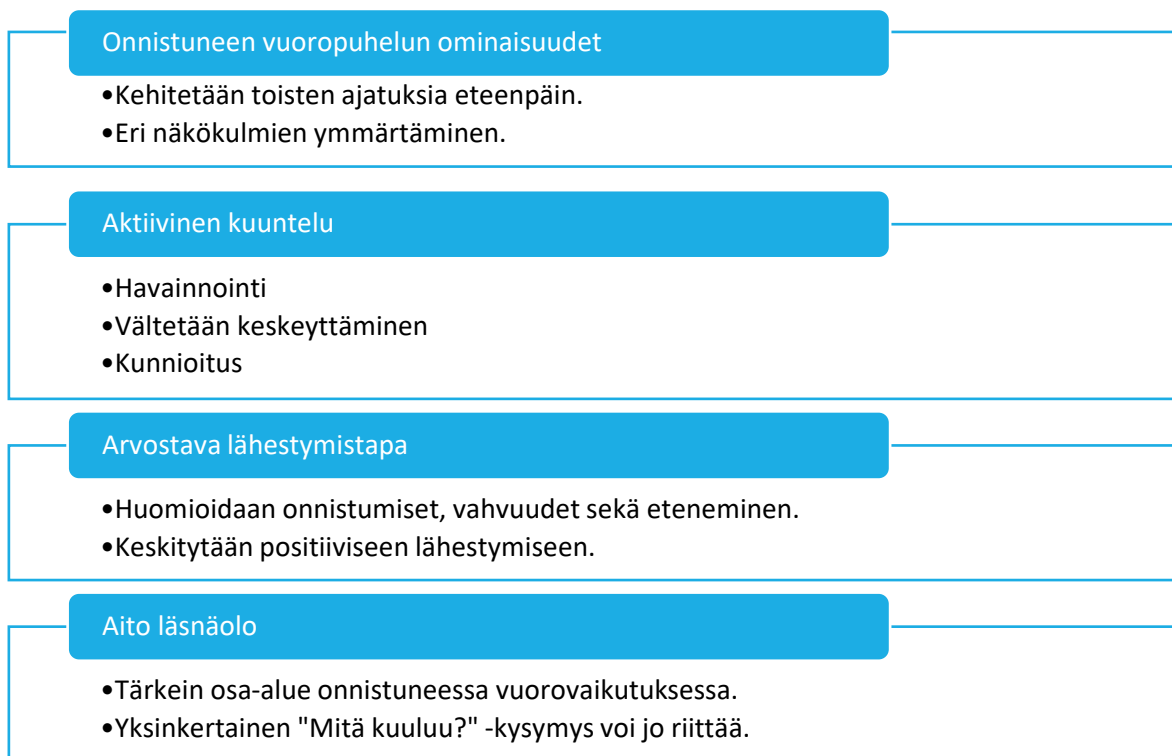 Onnistuneen vuoropuhelun ominaisuudet
•Kehitetään toisten ajatuksia eteenpäin.
•Eri näkökulmien ymmärtäminen.
Aktiivinen kuuntelu
•Havainnointi
•Vältetään keskeyttäminen
•Kunnioitus
Arvostava lähestymistapa
•Huomioidaan onnistumiset, vahvuudet sekä eteneminen.
•Keskitytään positiiviseen lähestymiseen.
Aito läsnäolo
•Tärkein osa-alue onnistuneessa vuorovaikutuksessa.
•Yksinkertainen "Mitä kuuluu?" -kysymys voi jo riittää.